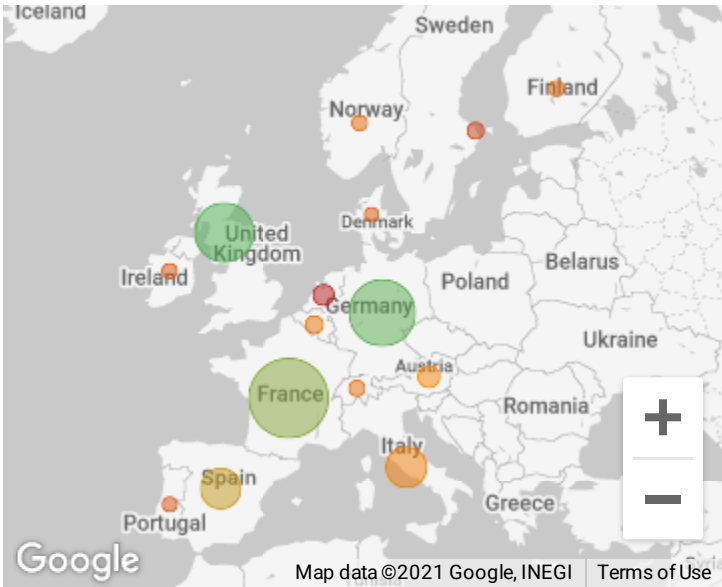 Iceland
Sweden
Finland
Norway
Denmark
United
Kingdom
Ireland
Belarus
Poland
Germany
Ukraine
Austria
France
Romania
Italy
Spain
Greece
Portugal
Google
Map data ©2021 Google, INEGI Terms of Use